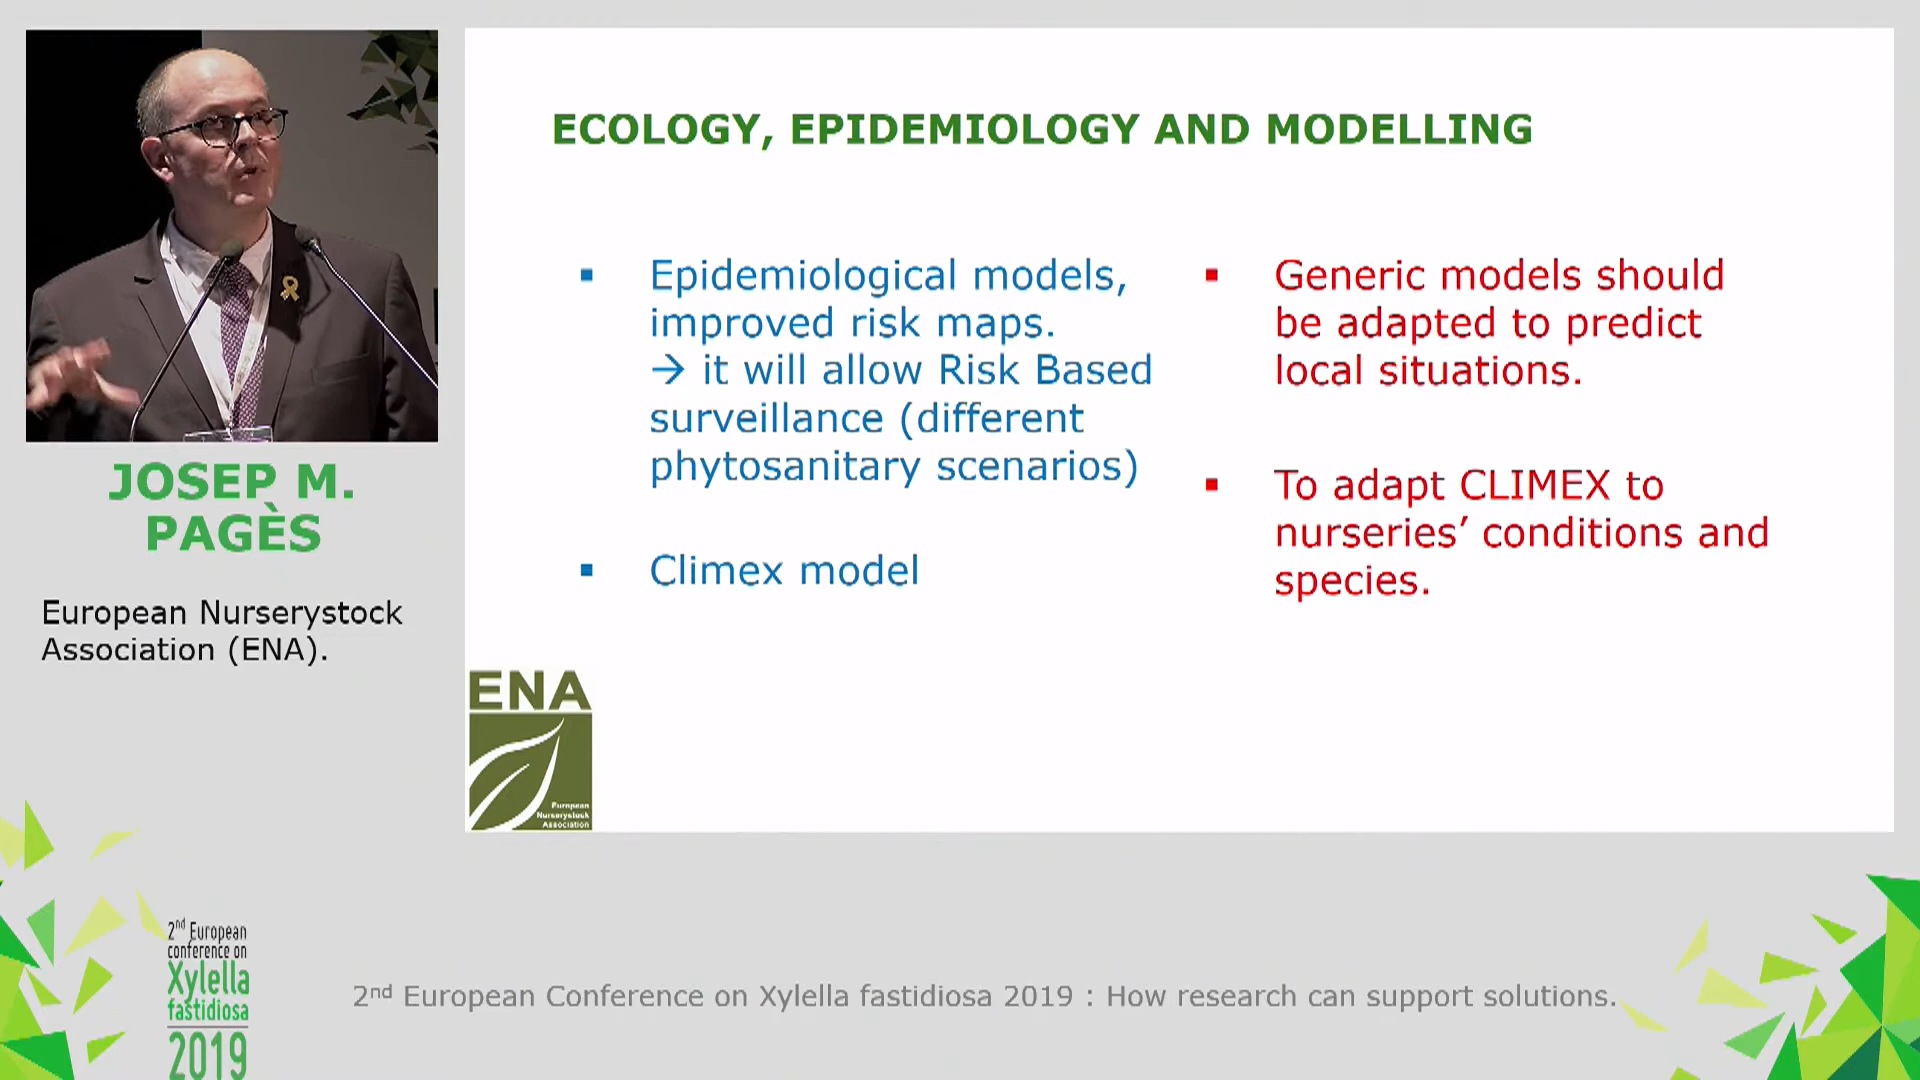 JOSEP M.
PAGÈS
European Nurserystock
Association (ENA).
ECOLOGY, EPIDEMIOLOGY AND MODELLING
▪ Epidemiological models,
improved risk maps.
→ it will allow Risk Based
surveillance (different
phytosanitary scenarios)
▪ Climex model
▪ Generic models should
be adapted to predict
local situations.
▪ To adapt CLIMEX to
nurseries’ conditions and
species.
ENA
European
Nurserystock
Association
2nd European
conference on
Xylella
fastidiosa
2019
2nd European Conference on Xylella fastidiosa 2019 : How research can support solutions.